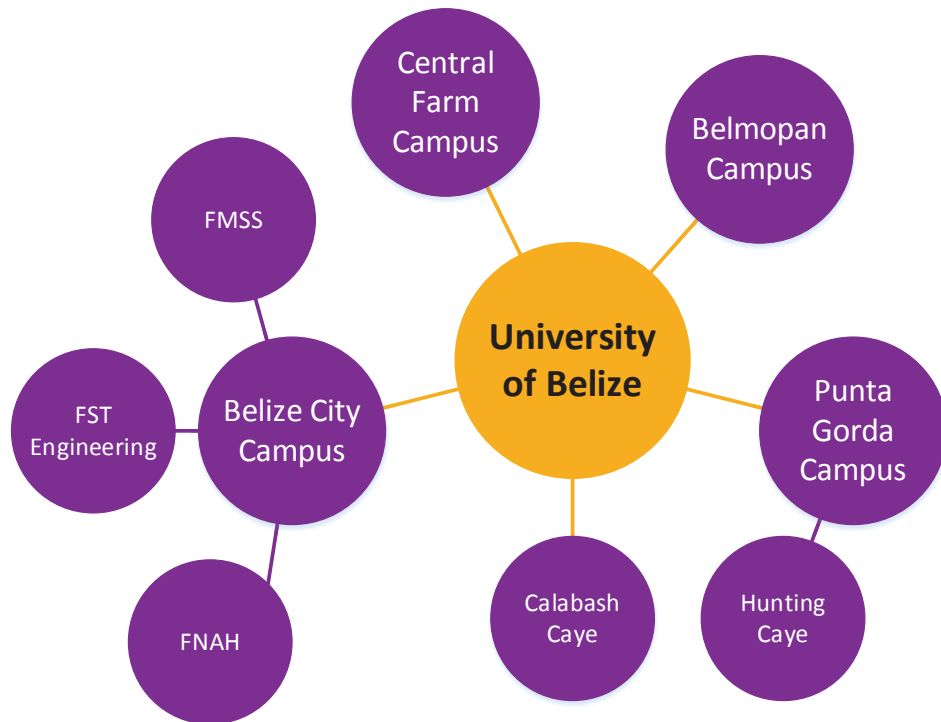 Central
Farm
Campus
Belmopan
Campus
FMSS
University
of Belize
FST
Engineering
Belize City
Campus
Punta
Gorda
Campus
FNAH
Calabash
Caye
Hunting
Caye